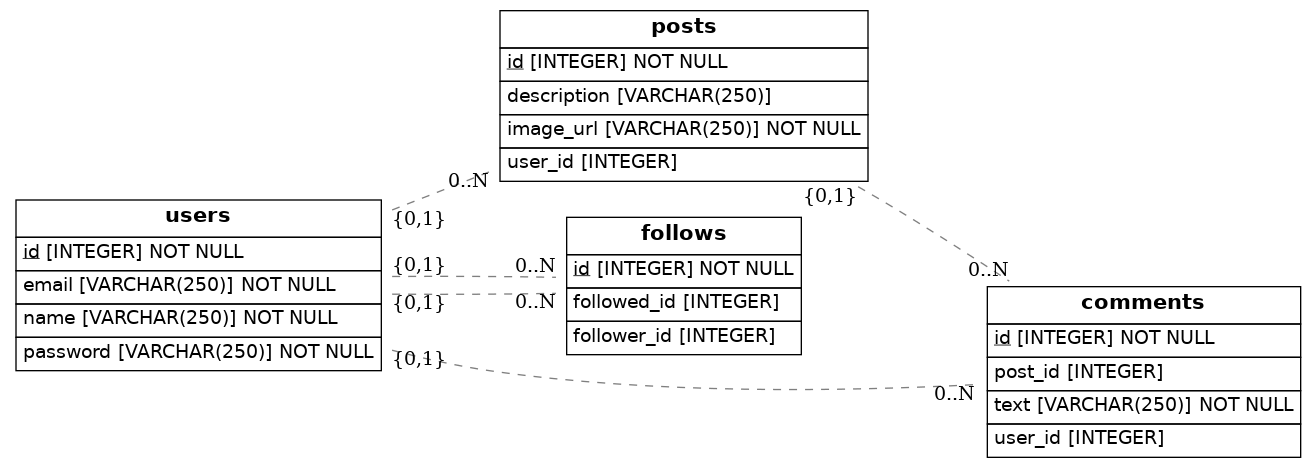 posts
id [INTEGER] NOT NULL
description [VARCHAR(250)]
image_url [VARCHAR(250)] NOT NULL
user_id [INTEGER]
0..N
{0,1}
users
id [INTEGER] NOT NULL
email [VARCHAR(250)] NOT NULL
name [VARCHAR(250)] NOT NULL
password [VARCHAR(250)] NOT NULL
{0,1}
{0,1}
{0,1}
{0,1}
0..N
0..N
follows
id [INTEGER] NOT NULL
followed_id [INTEGER]
follower_id [INTEGER]
0..N
0..N
comments
id [INTEGER] NOT NULL
post_id [INTEGER]
text [VARCHAR(250)] NOT NULL
user_id [INTEGER]